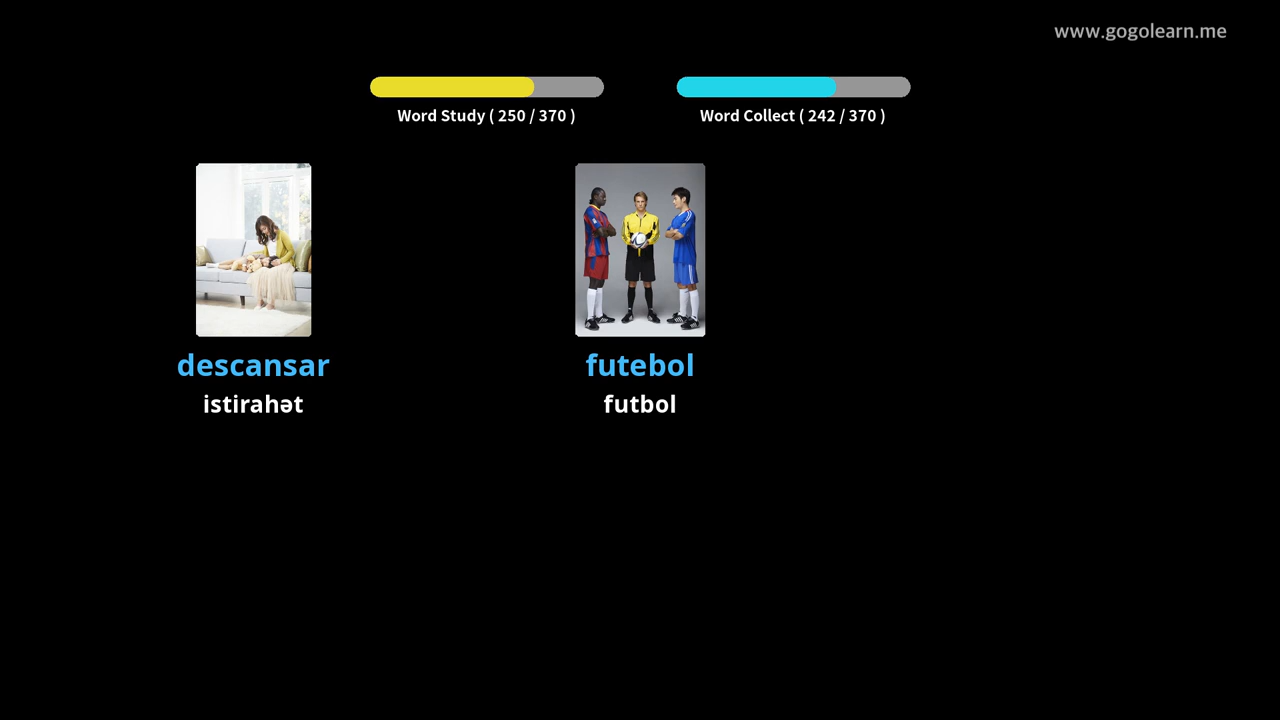 www.gogolearn.me
Word Study ( 250 / 370 )
Word Collect ( 242 / 370 )
descansar
istirahət
futebol
futbol